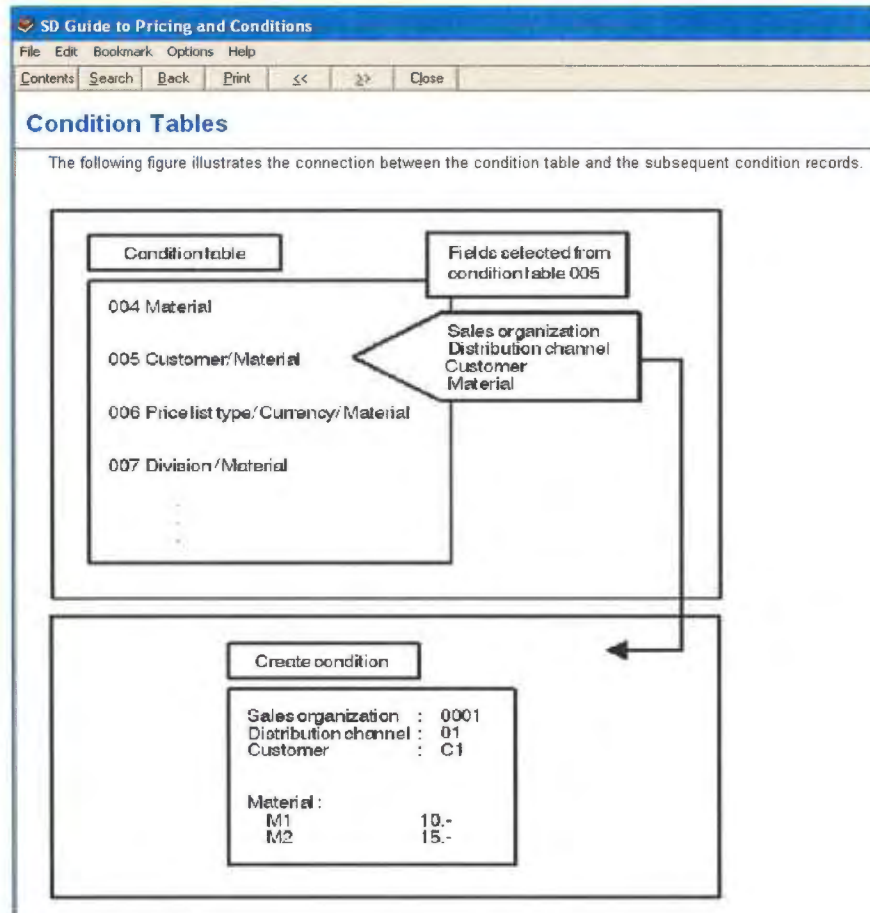 SD Guide to Pricing and Conditions
File Edit Bookmark Options Help
Contents Search Back Print << >> Close
Condition Tables
The following figure illustrates the connection between the condition table and the subsequent condition records.
Condition table
Fields selected from
condition table 005
004 Material
Sales organization
Distribution channel
Customer
Material
005 Customer/Material
006 Price list type/Currency/Material
007 Division/Material
Create condition
Sales organization : 0001
Distribution channel : 01
Customer : C1
Material :
M1 10.-
M2 15.-